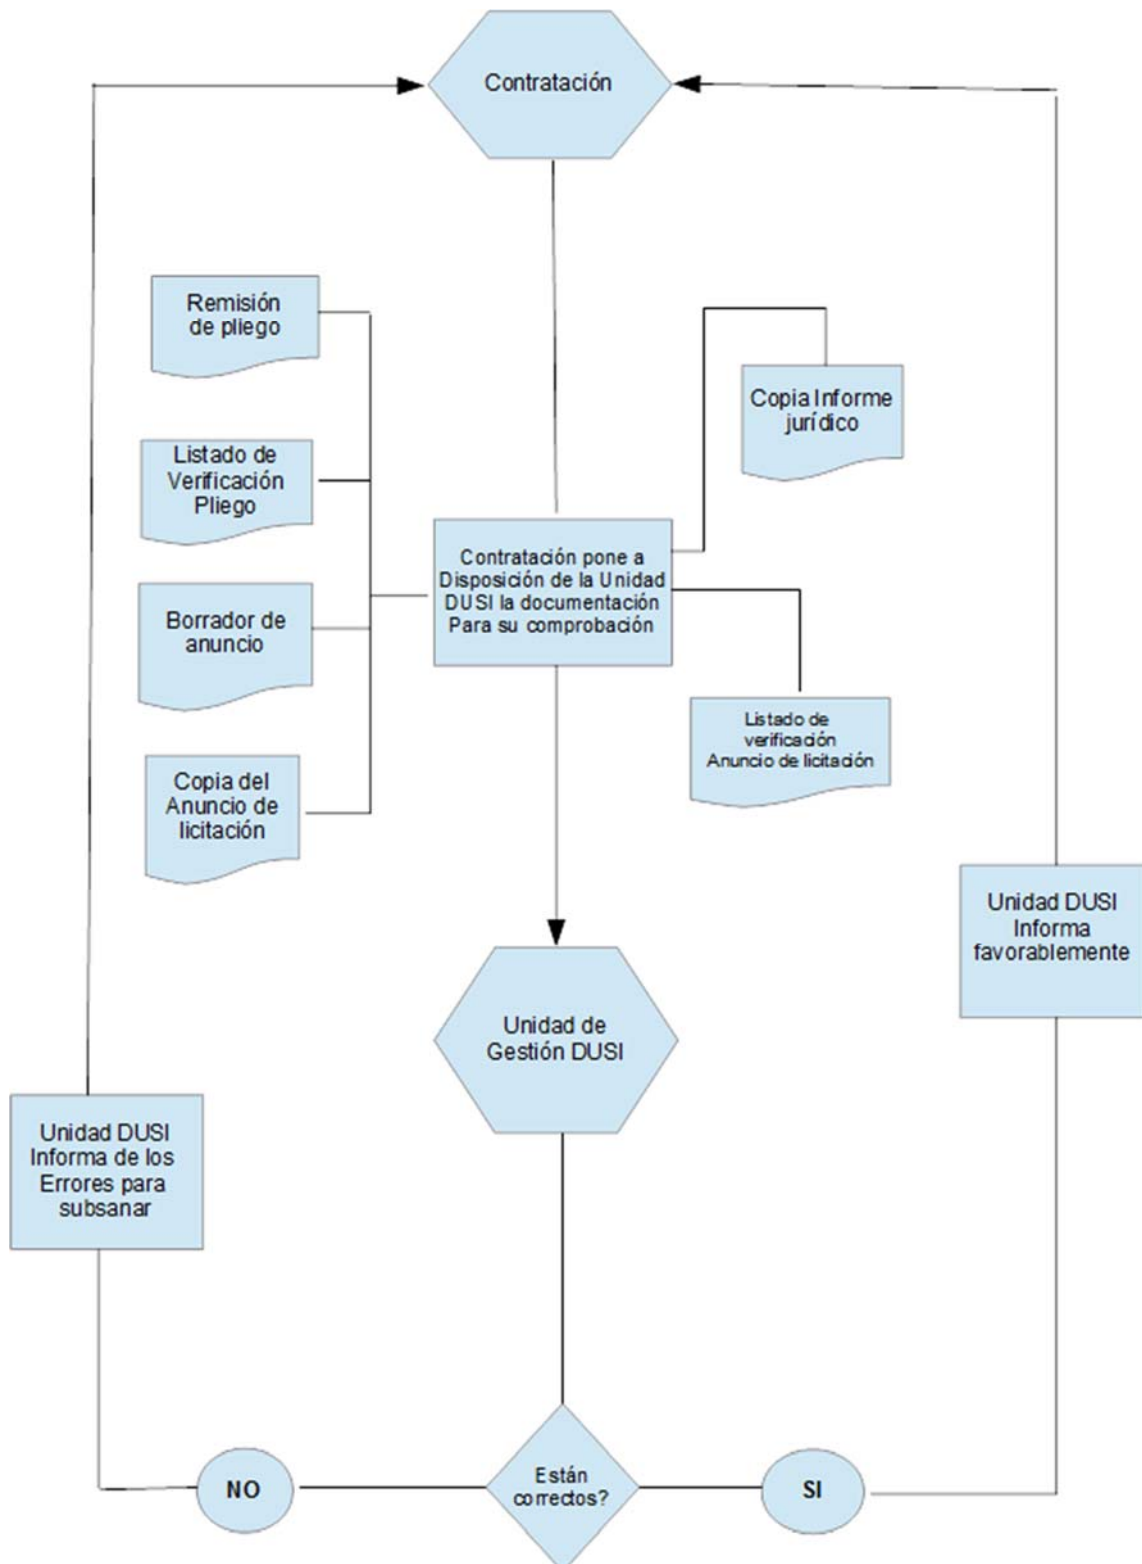 Contratación
Remisión
de pliego
Copia Informe
jurídico
Listado de
Verificación
Pliego
Contratación pone a
Disposición de la Unidad
DUSI la documentación
Para su comprobación
Borrador de
anuncio
Listado de
verificación
Anuncio de licitación
Copia del
Anuncio de
licitación
Unidad DUSI
Informa
favorablemente
Unidad de
Gestión DUSI
Unidad DUSI
Informa de los
Errores para
subsanar
NO
Están
correctos?
SI